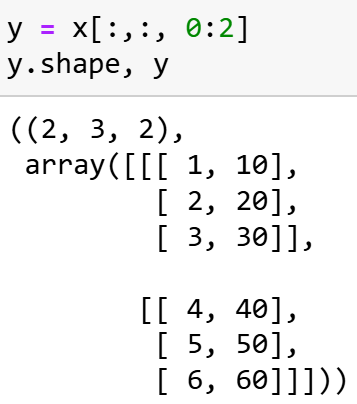 y = x[:,:, 0:2]
y.shape, y
((2, 3, 2),
 array([[[ 1, 10],
         [ 2, 20],
         [ 3, 30]],
        [[ 4, 40],
         [ 5, 50],
         [ 6, 60]]]))